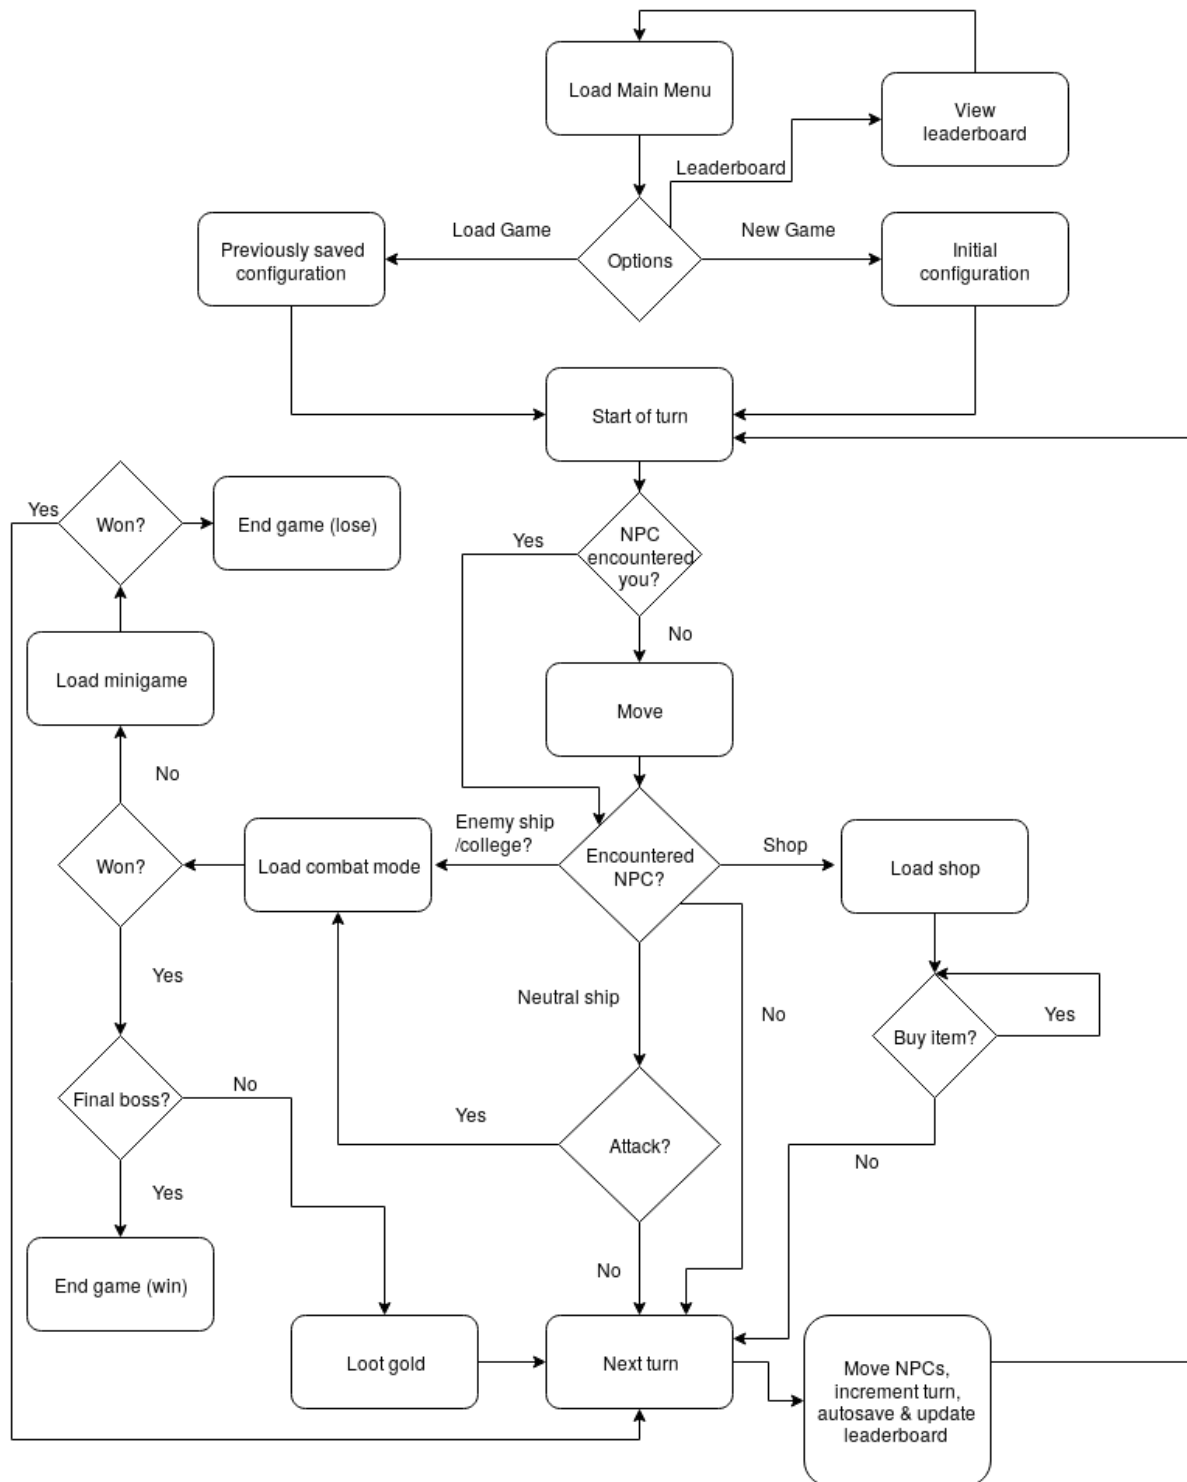 Load Main Menu
View
leaderboard
Leaderboard
Load Game
New Game
Previously saved
configuration
Options
Initial
configuration
Start of turn
Yes
Won?
End game (lose)
Yes
NPC
encountered
you?
No
Load minigame
Move
No
Enemy ship
/college?
Won?
Load combat mode
Encountered
NPC?
Shop
Load shop
Yes
Neutral ship
No
Buy item?
Yes
Final boss?
No
Yes
Attack?
No
Yes
No
End game (win)
Loot gold
Next turn
Move NPCs,
increment turn,
autosave & update
leaderboard